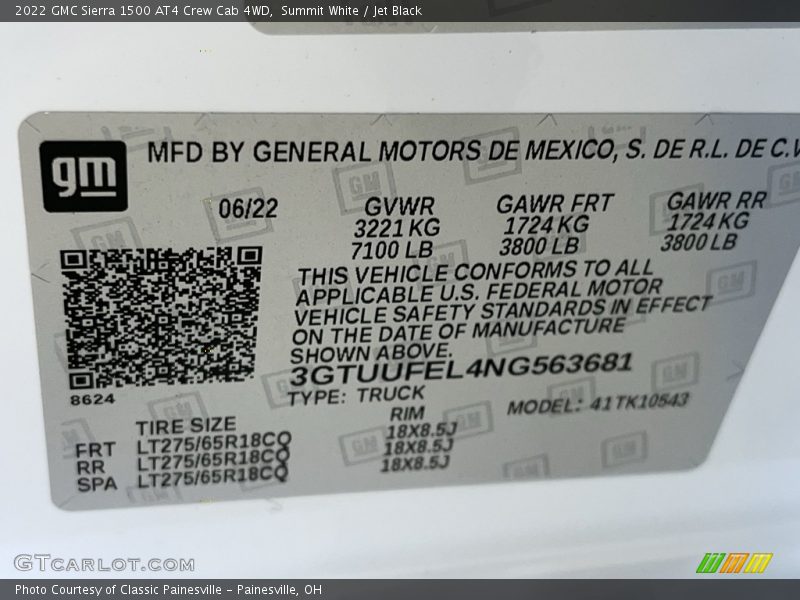 2022 GMC Sierra 1500 AT4 Crew Cab 4WD, Summit White / Jet Black
gm
MFD BY GENERAL MOTORS DE MEXICO, S. DE R.L. DE C.V
06/22
GVWR GAWR FRT GAWR RR
3221 KG 1724 KG 1724 KG
7100 LB 3800 LB 3800 LB
THIS VEHICLE CONFORMS TO ALL
APPLICABLE U.S. FEDERAL MOTOR
VEHICLE SAFETY STANDARDS IN EFFECT
ON THE DATE OF MANUFACTURE
SHOWN ABOVE.
3GTUUFEL4NG563681
8624
TYPE: TRUCK MODEL: 41TK10543
TIRE SIZE RIM
FRT LT275/65R18CQ 18X8.5J
RR LT275/65R18CQ 18X8.5J
SPA LT275/65R18CQ 18X8.5J
GTCARLOT.COM
Photo Courtesy of Classic Painesville - Painesville, OH